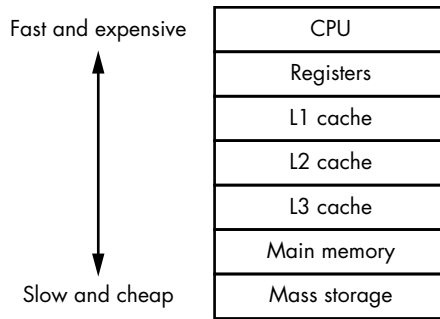 Fast and expensive
CPU
Registers
L1 cache
L2 cache
L3 cache
Main memory
Slow and cheap
Mass storage